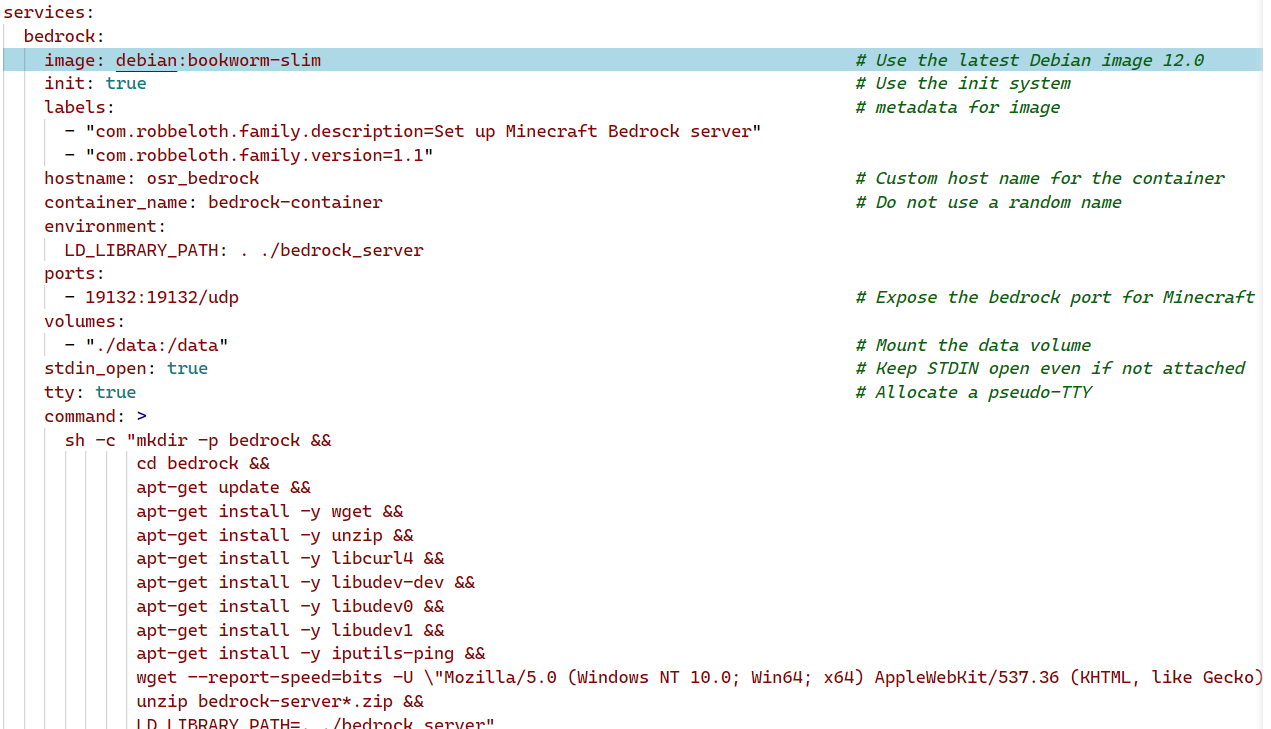 services:
bedrock:
image: debian:bookworm-slim # Use the latest Debian image 12.0
init: true # Use the init system
labels: # metadata for image
- "com.robbeloth.family.description=Set up Minecraft Bedrock server"
- "com.robbeloth.family.version=1.1"
hostname: osr_bedrock # Custom host name for the container
container_name: bedrock-container # Do not use a random name
environment:
LD_LIBRARY_PATH: . ./bedrock_server
ports:
- 19132:19132/udp # Expose the bedrock port for Minecraft
volumes:
- "./data:/data" # Mount the data volume
stdin_open: true # Keep STDIN open even if not attached
tty: true # Allocate a pseudo-TTY
command: >
sh -c "mkdir -p bedrock &&
cd bedrock &&
apt-get update &&
apt-get install -y wget &&
apt-get install -y unzip &&
apt-get install -y libcurl4 &&
apt-get install -y libudev-dev &&
apt-get install -y libudev0 &&
apt-get install -y libudev1 &&
apt-get install -y iputils-ping &&
wget --report-speed=bits -U \"Mozilla/5.0 (Windows NT 10.0; Win64; x64) AppleWebKit/537.36 (KHTML, like Gecko)
unzip bedrock-server*.zip &&
LD_LIBRARY_PATH=. ./bedrock_server"